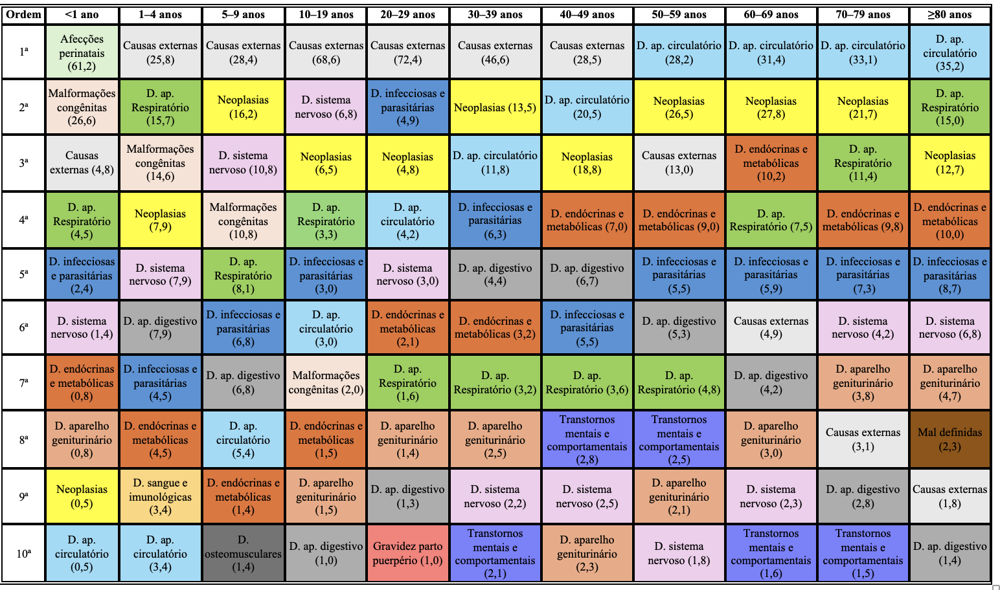 Ordem <1 ano 1–4 anos 5–9 anos 10–19 anos 20–29 anos 30–39 anos 40–49 anos 50–59 anos 60–69 anos 70–79 anos ≥80 anos
1ª
Afecções
perinatais
(61,2)
Causas externas
(25,8)
Causas externas
(28,4)
Causas externas
(68,6)
Causas externas
(72,4)
Causas externas
(46,6)
Causas externas
(28,5)
D. ap. circulatório
(28,2)
D. ap. circulatório
(31,4)
D. ap. circulatório
(33,1)
D. ap.
circulatório
(35,2)
2ª
Malformações
congênitas
(26,6)
D. ap.
Respiratório
(15,7)
Neoplasias
(16,2)
D. sistema
nervoso (6,8)
D. infecciosas e
parasitárias
(4,9)
Neoplasias (13,5)
D. ap. circulatório
(20,5)
Neoplasias
(26,5)
Neoplasias
(27,8)
Neoplasias
(21,7)
D. ap.
Respiratório
(15,0)
3ª
Causas
externas (4,8)
Malformações
congênitas
(14,6)
D. sistema
nervoso (10,8)
Neoplasias
(6,5)
Neoplasias
(4,8)
D. ap. circulatório
(11,8)
Neoplasias
(18,8)
Causas externas
(13,0)
D. endócrinas e
metabólicas
(10,2)
D. ap.
Respiratório
(11,4)
Neoplasias
(12,7)
4ª
D. ap.
Respiratório
(4,5)
Neoplasias
(7,9)
Malformações
congênitas
(10,8)
D. ap.
Respiratório
(3,3)
D. ap.
circulatório
(4,2)
D. infecciosas e
parasitárias
(6,3)
D. endócrinas e
metabólicas (7,0)
D. endócrinas e
metabólicas (9,0)
D. ap.
Respiratório (7,5)
D. endócrinas e
metabólicas (9,8)
D. endócrinas e
metabólicas
(10,0)
5ª
D. infecciosas
e parasitárias
(2,4)
D. sistema
nervoso (7,9)
D. ap.
Respiratório
(8,1)
D. infecciosas e
parasitárias
(3,0)
D. sistema
nervoso (3,0)
D. ap. digestivo
(4,4)
D. ap. digestivo
(6,7)
D. infecciosas e
parasitárias
(5,5)
D. infecciosas e
parasitárias
(5,9)
D. infecciosas e
parasitárias
(7,3)
D. infecciosas e
parasitárias
(8,7)
6ª
D. sistema
nervoso (1,4)
D. ap. digestivo
(7,9)
D. infecciosas e
parasitárias
(6,8)
D. ap.
circulatório
(3,0)
D. endócrinas e
metabólicas
(2,1)
D. endócrinas e
metabólicas (3,2)
D. infecciosas e
parasitárias
(5,5)
D. ap. digestivo
(5,3)
Causas externas
(4,9)
D. sistema
nervoso (4,2)
D. sistema
nervoso (6,8)
7ª
D. endócrinas
e metabólicas
(0,8)
D. infecciosas e
parasitárias
(4,5)
D. ap. digestivo
(6,8)
Malformações
congênitas (2,0)
D. ap.
Respiratório
(1,6)
D. ap.
Respiratório (3,2)
D. ap.
Respiratório (3,6)
D. ap.
Respiratório (4,8)
D. ap. digestivo
(4,2)
D. aparelho
geniturinário
(3,8)
D. aparelho
geniturinário
(4,7)
8ª
D. aparelho
geniturinário
(0,8)
D. endócrinas e
metabólicas
(4,5)
D. ap.
circulatório
(5,4)
D. endócrinas e
metabólicas
(1,5)
D. aparelho
geniturinário
(1,4)
D. aparelho
geniturinário
(2,5)
Transtornos
mentais e
comportamentais
(2,8)
Transtornos
mentais e
comportamentais
(2,5)
D. aparelho
geniturinário
(3,0)
Causas externas
(3,1)
Mal definidas
(2,3)
9ª
Neoplasias
(0,5)
D. sangue e
imunológicas
(3,4)
D. endócrinas e
metabólicas
(1,4)
D. aparelho
geniturinário
(1,5)
D. ap. digestivo
(1,3)
D. sistema
nervoso (2,2)
D. sistema
nervoso (2,5)
D. aparelho
geniturinário
(2,1)
D. sistema
nervoso (2,3)
D. ap. digestivo
(2,8)
Causas externas
(1,8)
10ª
D. ap.
circulatório
(0,5)
D. ap.
circulatório
(3,4)
D.
osteomusculares
(1,4)
D. ap. digestivo
(1,0)
Gravidez parto
puerpério (1,0)
Transtornos
mentais e
comportamentais
(2,1)
D. aparelho
geniturinário
(2,3)
D. sistema
nervoso (1,8)
Transtornos
mentais e
comportamentais
(1,6)
Transtornos
mentais e
comportamentais
(1,5)
D. ap. digestivo
(1,4)